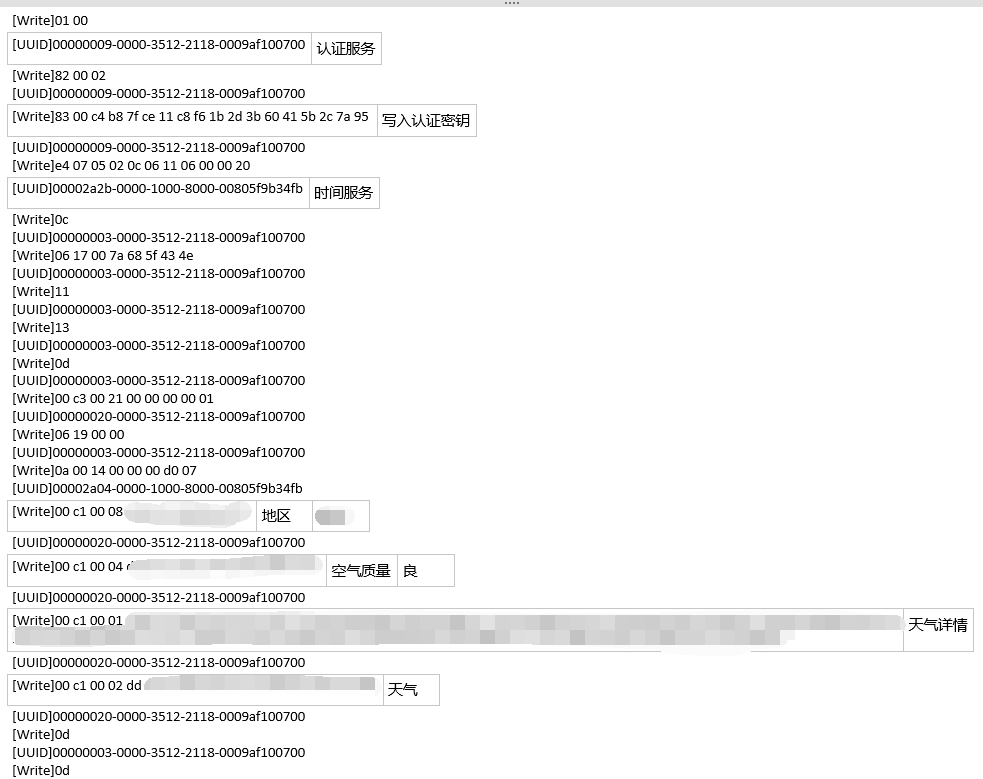 [Write]01 00
[UUID]00000009-0000-3512-2118-0009af100700 认证服务
[Write]82 00 02
[UUID]00000009-0000-3512-2118-0009af100700
[Write]83 00 c4 b8 7f ce 11 c8 f6 1b 2d 3b 60 41 5b 2c 7a 95 写入认证密钥
[UUID]00000009-0000-3512-2118-0009af100700
[Write]e4 07 05 02 0c 06 11 06 00 00 20
[UUID]00002a2b-0000-1000-8000-00805f9b34fb 时间服务
[Write]0c
[UUID]00000003-0000-3512-2118-0009af100700
[Write]06 17 00 7a 68 5f 43 4e
[UUID]00000003-0000-3512-2118-0009af100700
[Write]11
[UUID]00000003-0000-3512-2118-0009af100700
[Write]13
[UUID]00000003-0000-3512-2118-0009af100700
[Write]0d
[UUID]00000003-0000-3512-2118-0009af100700
[Write]00 c3 00 21 00 00 00 00 01
[UUID]00000020-0000-3512-2118-0009af100700
[Write]06 19 00 00
[UUID]00000003-0000-3512-2118-0009af100700
[Write]0a 00 14 00 00 00 d0 07
[UUID]00002a04-0000-1000-8000-00805f9b34fb
[Write]00 c1 00 08 地区
[UUID]00000020-0000-3512-2118-0009af100700
[Write]00 c1 00 04 空气质量 良
[UUID]00000020-0000-3512-2118-0009af100700
[Write]00 c1 00 01 天气详情
[UUID]00000020-0000-3512-2118-0009af100700
[Write]00 c1 00 02 dd 天气
[UUID]00000020-0000-3512-2118-0009af100700
[Write]0d
[UUID]00000003-0000-3512-2118-0009af100700
[Write]0d